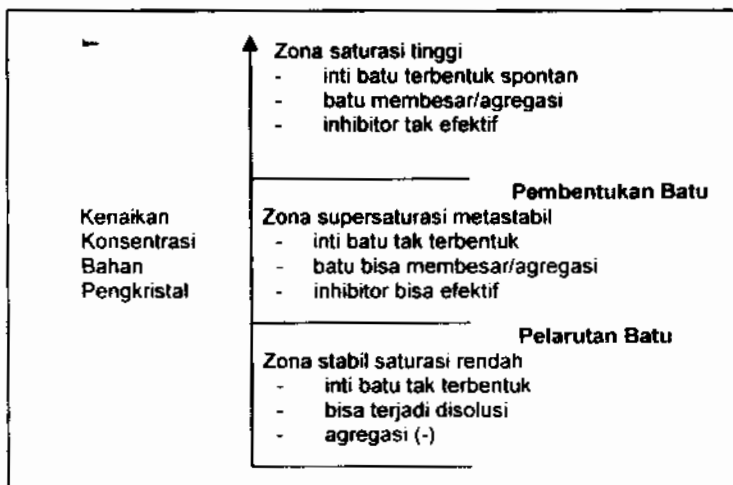 Zona saturasi tinggi
- inti batu terbentuk spontan
- batu membesar/agregasi
- inhibitor tak efektif
Pembentukan Batu
Kenaikan
Konsentrasi
Bahan
Pengkristal
Zona supersaturasi metastabil
- inti batu tak terbentuk
- batu bisa membesar/agregasi
- inhibitor bisa efektif
Pelarutan Batu
Zona stabil saturasi rendah
- inti batu tak terbentuk
- bisa terjadi disolusi
- agregasi (-)